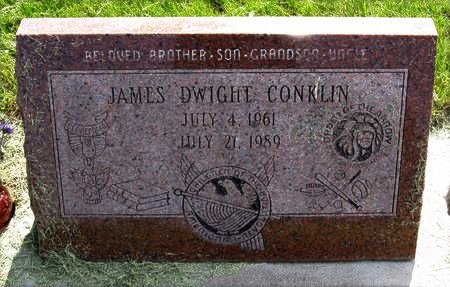 BELOVED BROTHER · SON · GRANDSON · UNCLE
JAMES DWIGHT CONKLIN
JULY 4, 1961
JULY 21, 1989
ORDER OF THE ARROW